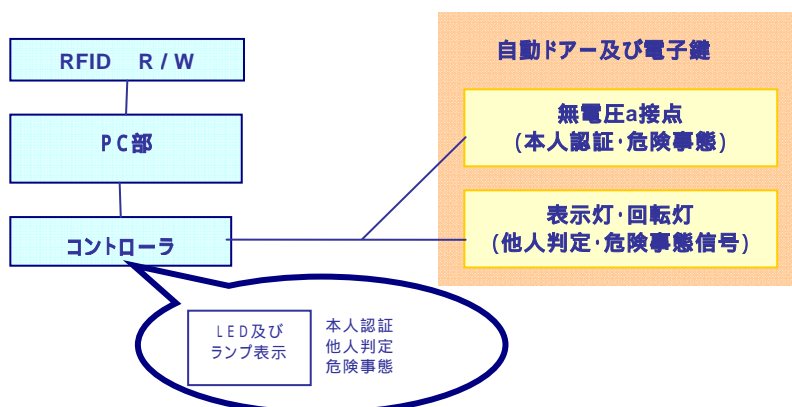 RFID R/W
PC部
コントローラ
自動ドアー及び電子鍵
無電圧a接点
(本人認証・危険事態)
表示灯・回転灯
(他人判定・危険事態信号)
LED及び
ランプ表示
本人認証
他人判定
危険事態